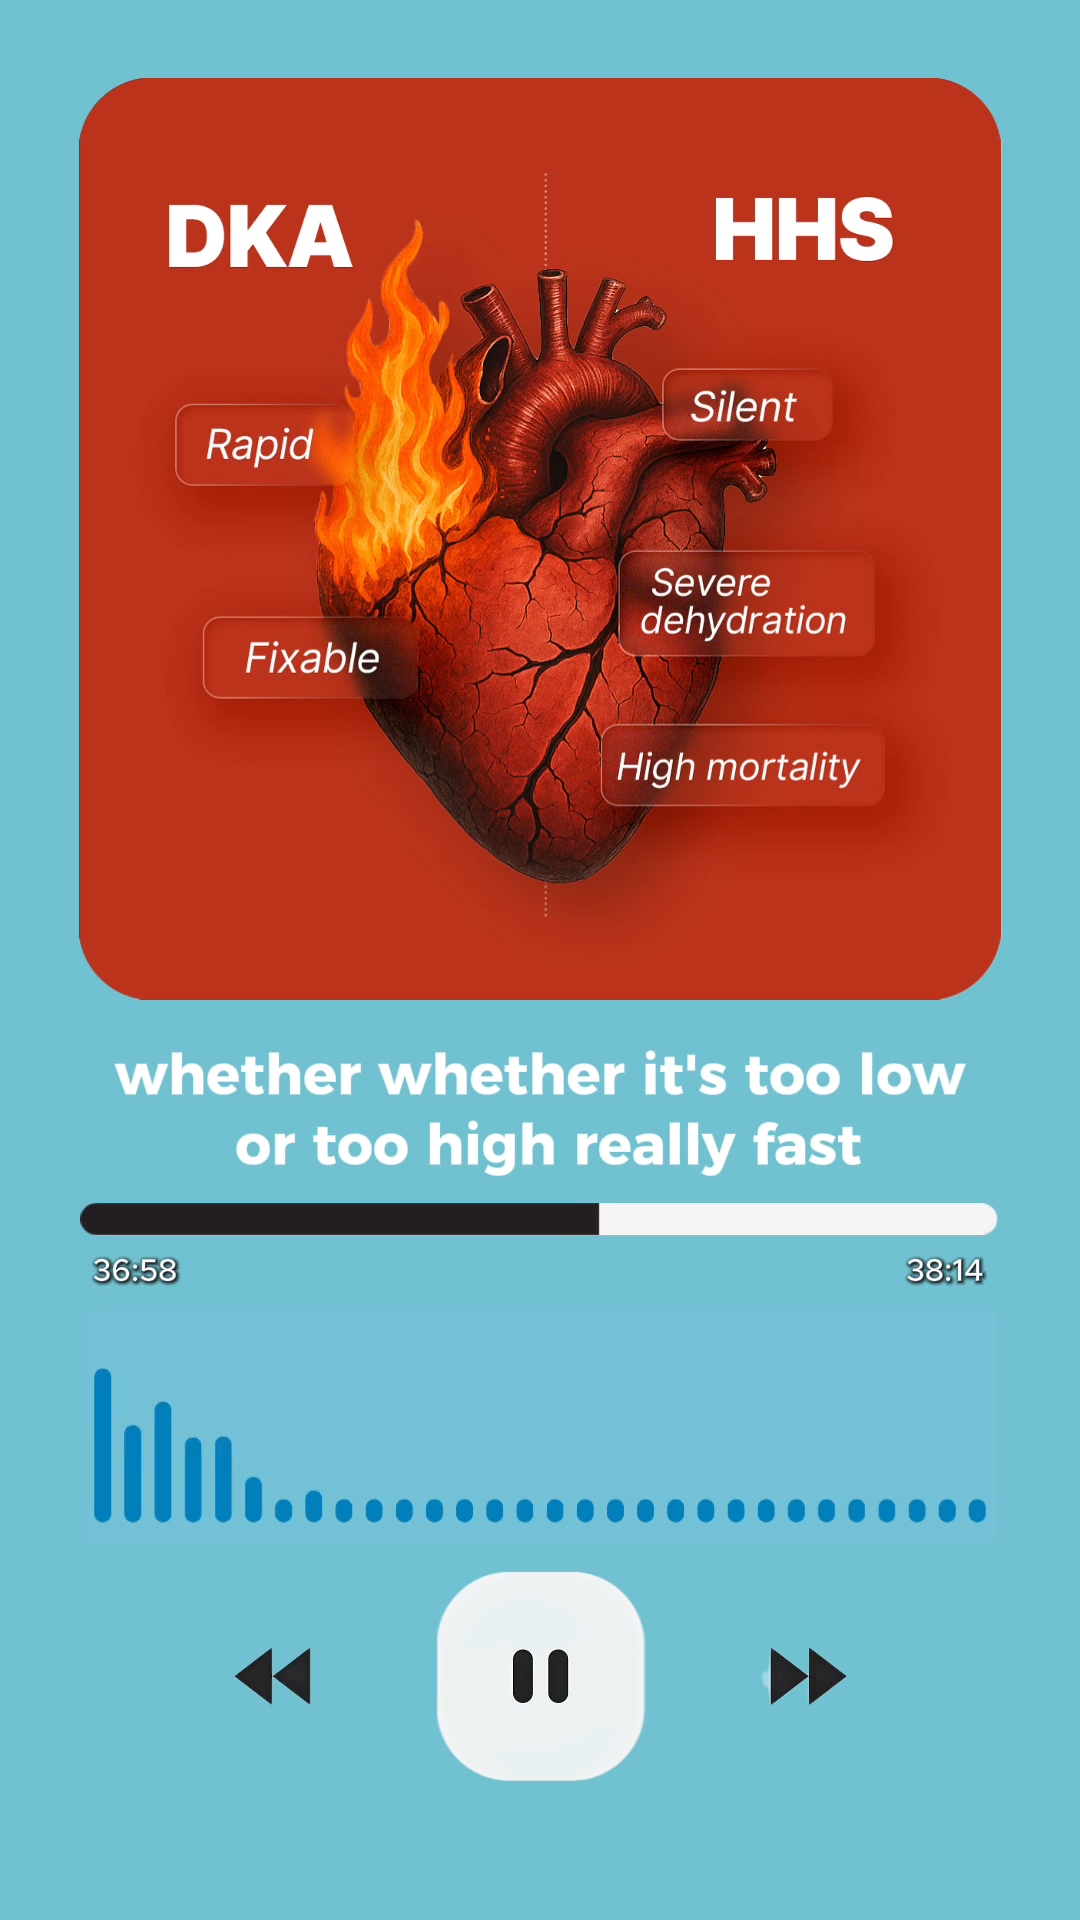 DKA
HHS
Rapid
Silent
Severe
dehydration
Fixable
High mortality
whether whether it's too low
or too high really fast
36:58
38:14